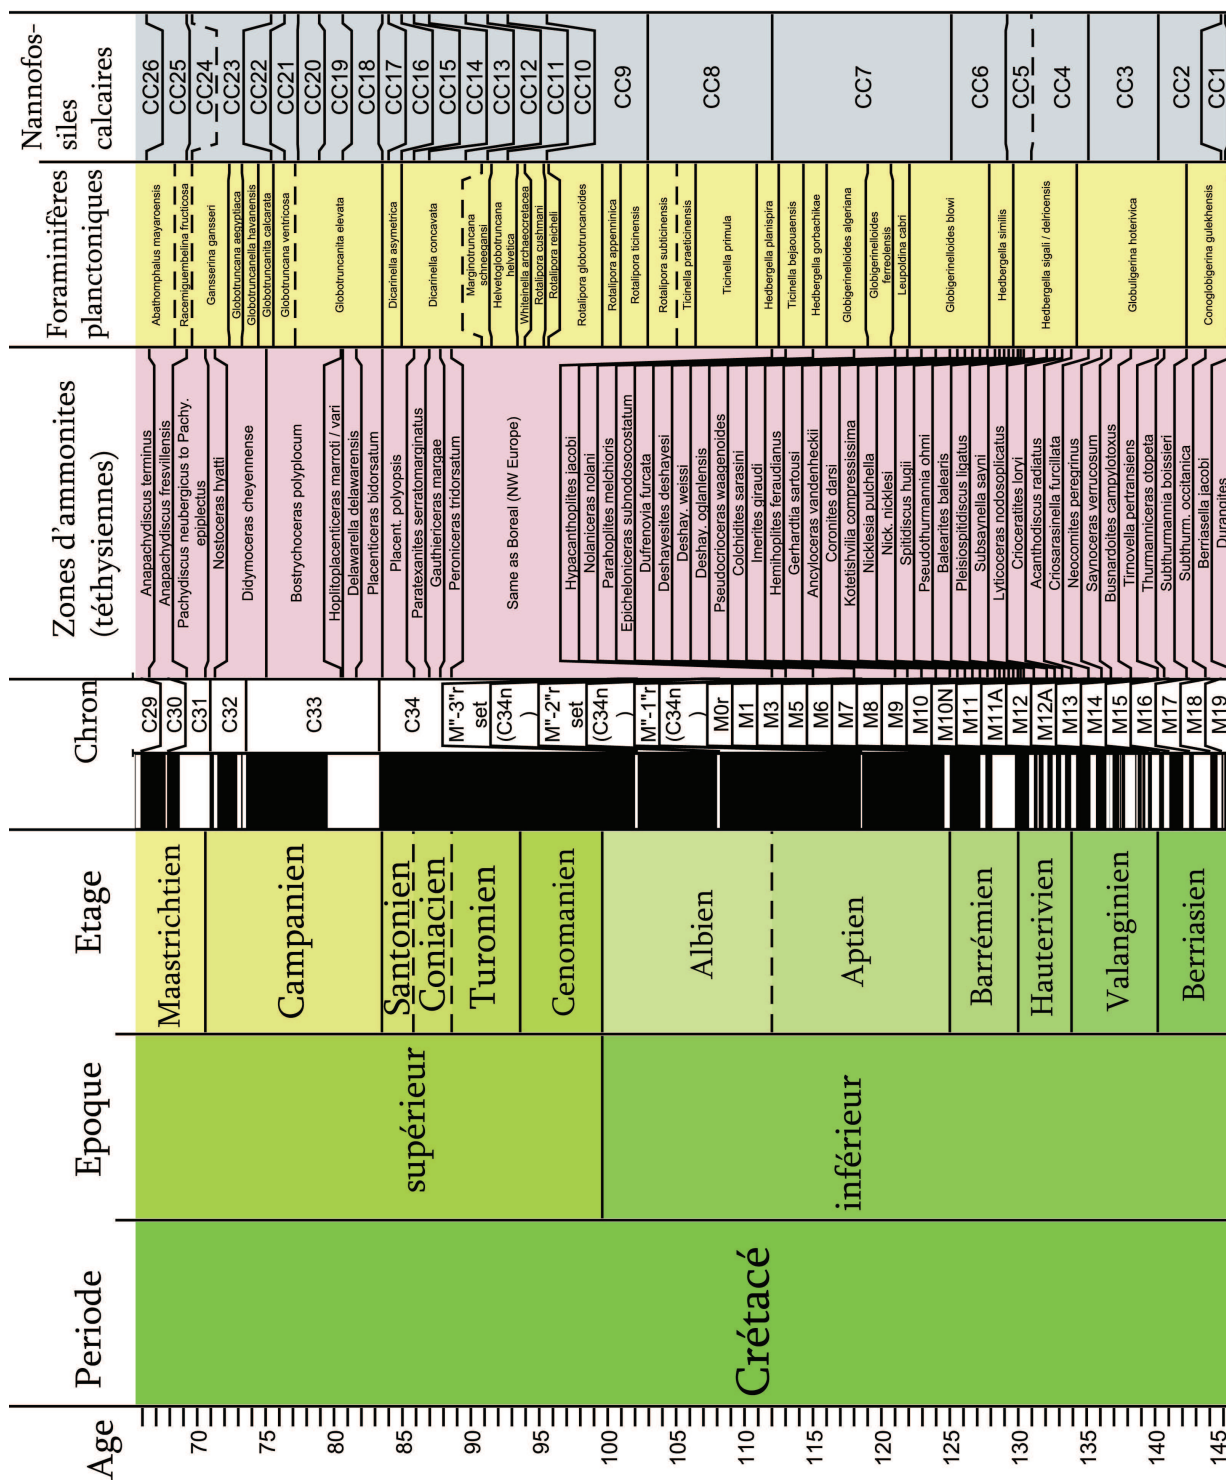 Age
Periode
Epoque
Etage
Chron
Zones d'ammonites
(téthysiennes)
Foraminifères
planctoniques
Nannofos-
siles
calcaires
70
75
80
85
90
95
100
105
110
115
120
125
130
135
140
145
Crétacé
supérieur
inférieur
Maastrichtien
Campanien
Santonien
Coniacien
Turonien
Cenomanien
Albien
Aptien
Barrémien
Hauterivien
Valanginien
Berriasien
C29
C30
C31
C32
C33
C34
M"-3"r
set
(C34n
)
M"-2"r
set
(C34n
)
M"-1"r
(C34n
)
M0r
M1
M3
M5
M6
M7
M8
M9
M10
M10N
M11
M11A
M12
M12A
M13
M14
M15
M16
M17
M18
M19
Anapachydiscus terminus
Anapachydiscus fresvillensis
Pachydiscus neubergicus to Pachy.
epiplectus
Nostoceras hyatti
Didymoceras cheyennense
Bostrychoceras polyplocum
Hoplitoplacenticeras marroti / vari
Delawarella delawarensis
Placenticeras bidorsatum
Placent. polyopsis
Paratexanites serratomarginatus
Gauthiericeras margae
Peroniceras tridorsatum
Same as Boreal (NW Europe)
Hypacanthoplites jacobi
Nolaniceras nolani
Parahoplites melchioris
Epicheloniceras subnodosocostatum
Dufrenoyia furcata
Deshayesites deshayesi
Deshay. weissi
Deshay. oglanlensis
Pseudocrioceras waagenoides
Colchidites sarasini
Imerites giraudi
Hemihoplites feraudianus
Gerhardtia sartousi
Ancyloceras vandenheckii
Coronites darsi
Kotetishvilia compressissima
Nicklesia pulchella
Nick. nicklesi
Spitidiscus hugii
Pseudothurmannia ohmi
Balearites balearis
Pleisiospitidiscus ligatus
Subsaynella sayni
Lyticoceras nodosoplicatus
Crioceratites loryi
Acanthodiscus radiatus
Criosarasinella furcillata
Neocomites peregrinus
Saynoceras verrucosum
Busnardoites campylotoxus
Tirnovella pertransiens
Thurmanniceras otopeta
Subthurmannia boissieri
Subthurm. occitanica
Berriasella jacobi
Durangites
Abathomphalus mayaroensis
Racemiguembelina fructicosa
Gansserina gansseri
Globotruncana aegyptiaca
Globotruncanella havanensis
Globotruncanita calcarata
Globotruncana ventricosa
Globotruncanita elevata
Dicarinella asymetrica
Dicarinella concavata
Marginotruncana
schneegansi
Helvetoglobotruncana
helvetica
Whiteinella archaeocretacea
Rotalipora cushmani
Rotalipora reicheli
Rotalipora globotruncanoides
Rotalipora appenninica
Rotalipora ticinensis
Rotalipora subticinensis
Ticinella praeticinensis
Ticinella primula
Hedbergella planispira
Ticinella bejaouaensis
Hedbergella gorbachikae
Globigerinelloides algeriana
Globigerinelloides
ferreolensis
Leupoldina cabri
Globigerinelloides blowi
Hedbergella similis
Hedbergella sigali / delrioensis
Globuligerina hoterivica
Conoglobigerina gulekhensis
CC26
CC25
CC24
CC23
CC22
CC21
CC20
CC19
CC18
CC17
CC16
CC15
CC14
CC13
CC12
CC11
CC10
CC9
CC8
CC7
CC6
CC5
CC4
CC3
CC2
CC1